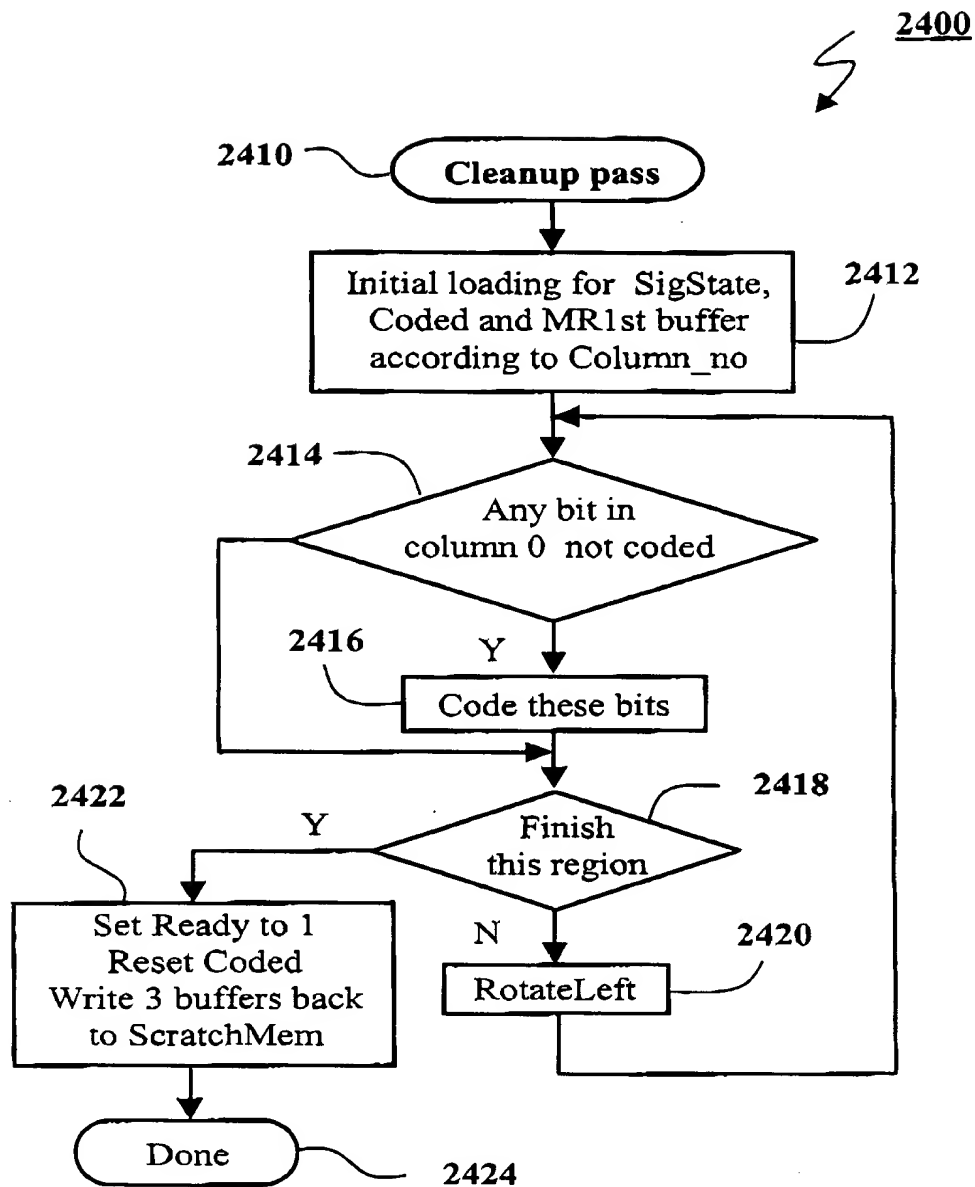 2400
2410
Cleanup pass
Initial loading for SigState,
Coded and MR1st buffer
according to Column_no
2412
2414
Any bit in
column 0 not coded
2416
Y
Code these bits
2422
Y
Finish
this region
2418
Set Ready to 1
Reset Coded
Write 3 buffers back
to ScratchMem
N
2420
RotateLeft
Done
2424